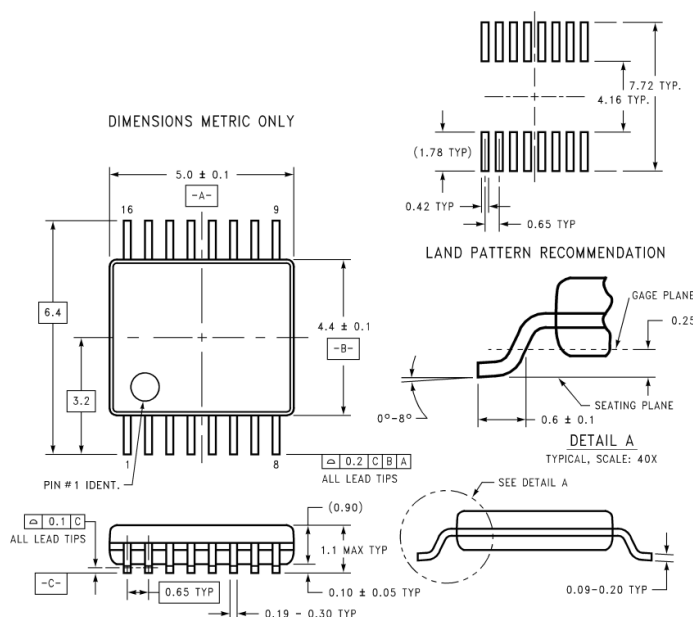 7.72 TYP.
4.16 TYP.
DIMENSIONS METRIC ONLY
(1.78 TYP)
5.0 ± 0.1
-A-
0.42 TYP
0.65 TYP
16
9
LAND PATTERN RECOMMENDATION
GAGE PLANE
0.25
6.4
4.4 ± 0.1
-B-
3.2
0°-8°
SEATING PLANE
0.6 ± 0.1
DETAIL A
TYPICAL, SCALE: 40X
1
8
⌓ 0.2 C B A
ALL LEAD TIPS
PIN #1 IDENT.
SEE DETAIL A
(0.90)
⌓ 0.1 C
ALL LEAD TIPS
1.1 MAX TYP
-C-
0.65 TYP
0.10 ± 0.05 TYP
0.09-0.20 TYP
0.19 - 0.30 TYP